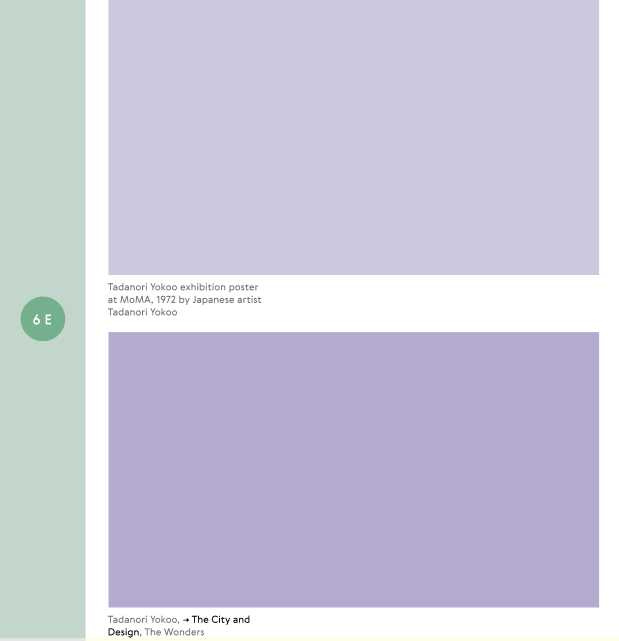 Tadanori Yokoo exhibition poster
at MoMA, 1972 by Japanese artist
Tadanori Yokoo
6 E
Tadanori Yokoo, → The City and
Design, The Wonders